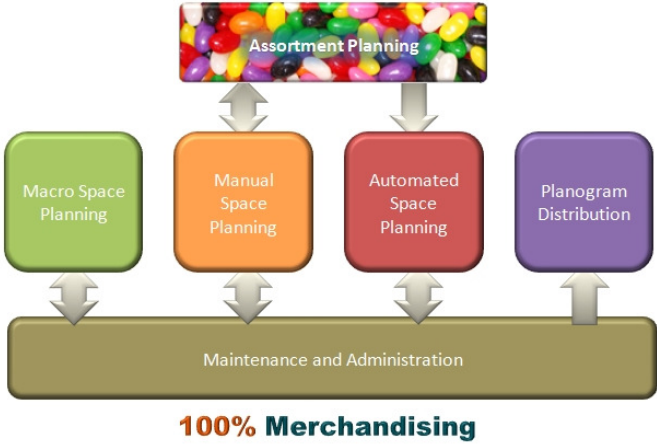 Assortment Planning
Macro Space
Planning
Manual
Space
Planning
Automated
Space
Planning
Planogram
Distribution
Maintenance and Administration
100% Merchandising